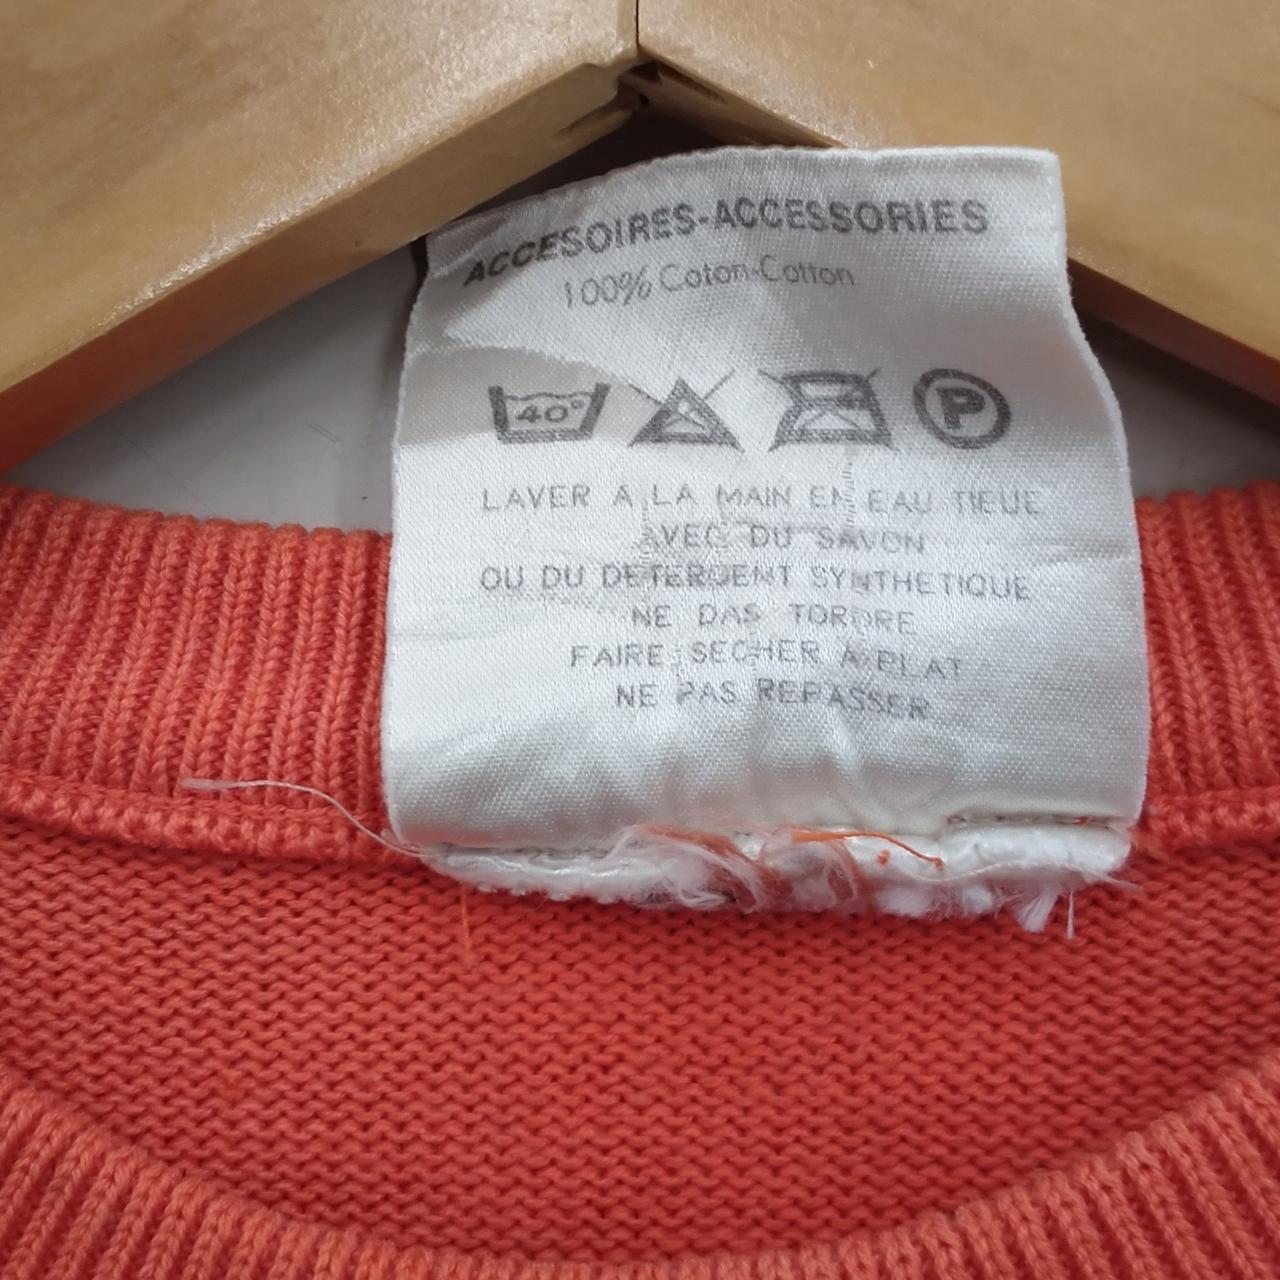 ACCESOIRES-ACCESSORIES
100% Coton-Cotton
40°
P
LAVER A LA MAIN EN EAU TIEUE
AVEC DU SAVON
OU DU DETERDENT SYNTHETIQUE
NE DAS TORDRE
FAIRE SECHER A PLAT
NE PAS REPASSER